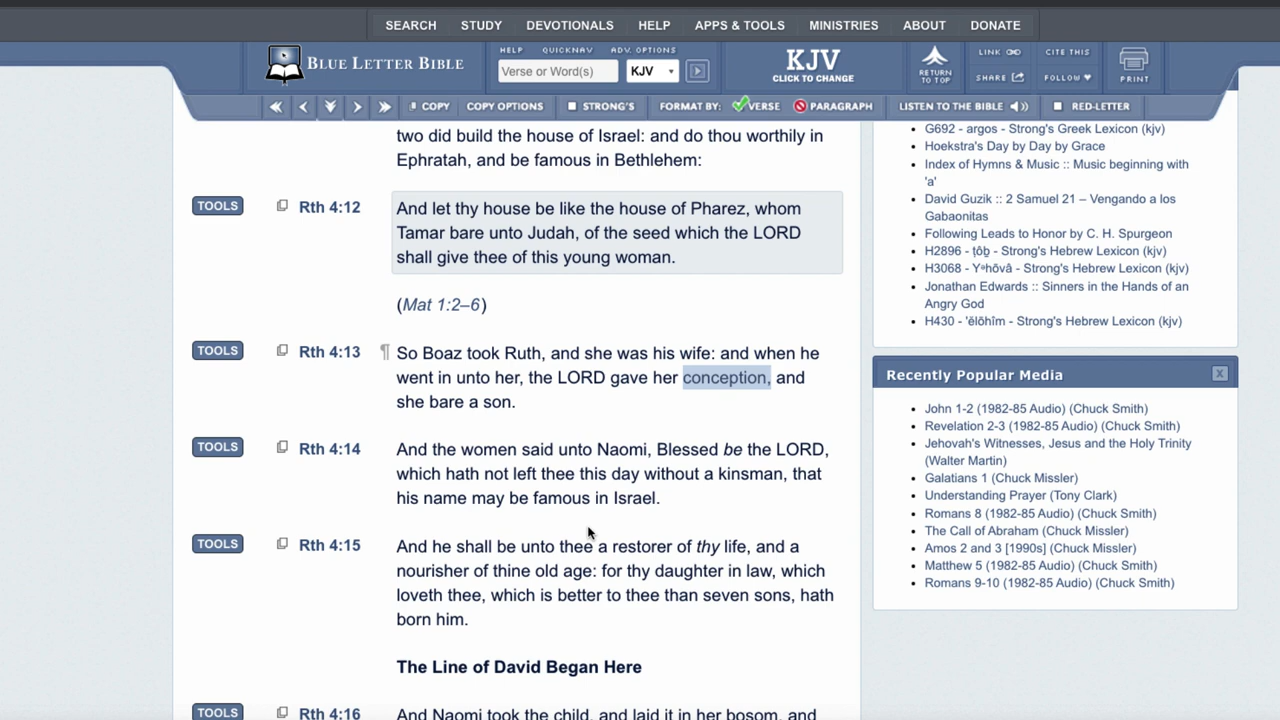 SEARCH STUDY DEVOTIONALS HELP APPS & TOOLS MINISTRIES ABOUT DONATE
BLUE LETTER BIBLE
HELP QUICKNAV ADV. OPTIONS
Verse or Word(s)
KJV
KJV
CLICK TO CHANGE
RETURN
TO TOP
LINK
SHARE
CITE THIS
FOLLOW
PRINT
COPY COPY OPTIONS STRONG'S FORMAT BY: VERSE PARAGRAPH LISTEN TO THE BIBLE RED-LETTER
two did build the house of Israel: and do thou worthily in
Ephratah, and be famous in Bethlehem:
TOOLS Rth 4:12 And let thy house be like the house of Pharez, whom
Tamar bare unto Judah, of the seed which the LORD
shall give thee of this young woman.
(Mat 1:2–6)
TOOLS Rth 4:13 ¶ So Boaz took Ruth, and she was his wife: and when he
went in unto her, the LORD gave her conception, and
she bare a son.
TOOLS Rth 4:14 And the women said unto Naomi, Blessed be the LORD,
which hath not left thee this day without a kinsman, that
his name may be famous in Israel.
TOOLS Rth 4:15 And he shall be unto thee a restorer of thy life, and a
nourisher of thine old age: for thy daughter in law, which
loveth thee, which is better to thee than seven sons, hath
born him.
The Line of David Began Here
TOOLS Rth 4:16 And Naomi took the child, and laid it in her bosom, and
G692 - argos - Strong's Greek Lexicon (kjv)
Hoekstra's Day by Day by Grace
Index of Hymns & Music :: Music beginning with
'a'
David Guzik :: 2 Samuel 21 – Vengando a los
Gabaonitas
Following Leads to Honor by C. H. Spurgeon
H2896 - ṭôḇ - Strong's Hebrew Lexicon (kjv)
H3068 - Yᵊhōvâ - Strong's Hebrew Lexicon (kjv)
Jonathan Edwards :: Sinners in the Hands of an
Angry God
H430 - 'ĕlōhîm - Strong's Hebrew Lexicon (kjv)
Recently Popular Media
X
John 1-2 (1982-85 Audio) (Chuck Smith)
Revelation 2-3 (1982-85 Audio) (Chuck Smith)
Jehovah's Witnesses, Jesus and the Holy Trinity
(Walter Martin)
Galatians 1 (Chuck Missler)
Understanding Prayer (Tony Clark)
Romans 8 (1982-85 Audio) (Chuck Smith)
The Call of Abraham (Chuck Missler)
Amos 2 and 3 [1990s] (Chuck Missler)
Matthew 5 (1982-85 Audio) (Chuck Smith)
Romans 9-10 (1982-85 Audio) (Chuck Smith)